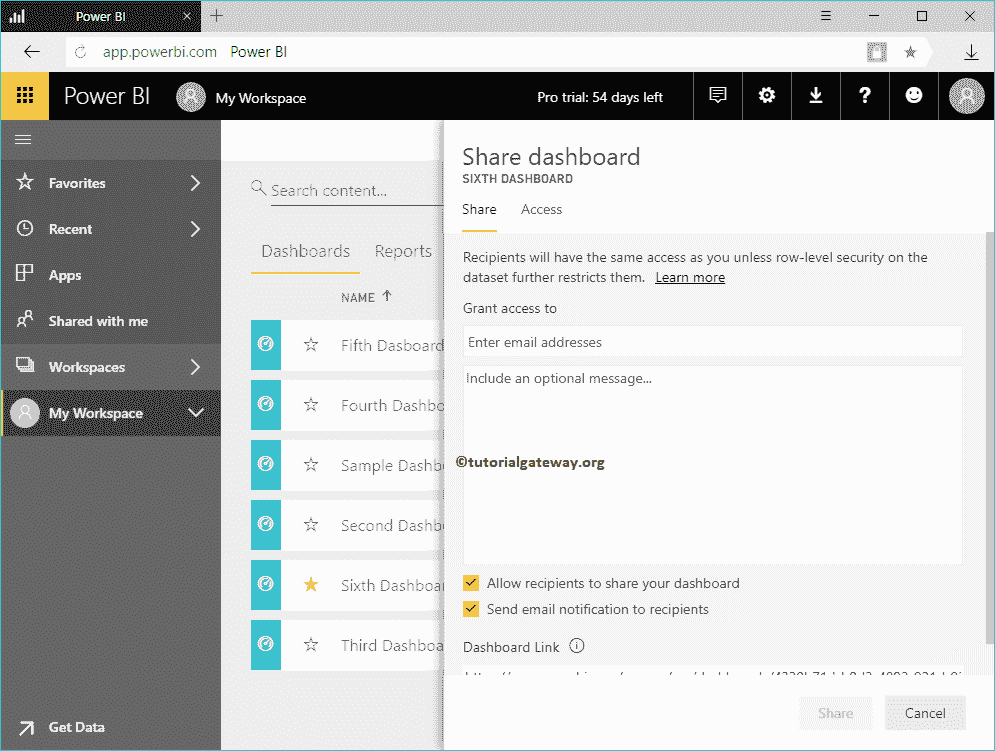 Power BI
app.powerbi.com Power BI
Power BI My Workspace Pro trial: 54 days left
Favorites
Recent
Apps
Shared with me
Workspaces
My Workspace
Get Data
Search content...
Dashboards Reports
NAME
Fifth Dasboard
Fourth Dashbo
Sample Dashb
Second Dashb
Sixth Dashboar
Third Dashboa
Share dashboard
SIXTH DASHBOARD
Share Access
Recipients will have the same access as you unless row-level security on the
dataset further restricts them. Learn more
Grant access to
Enter email addresses
Include an optional message...
©tutorialgateway.org
Allow recipients to share your dashboard
Send email notification to recipients
Dashboard Link
Share Cancel